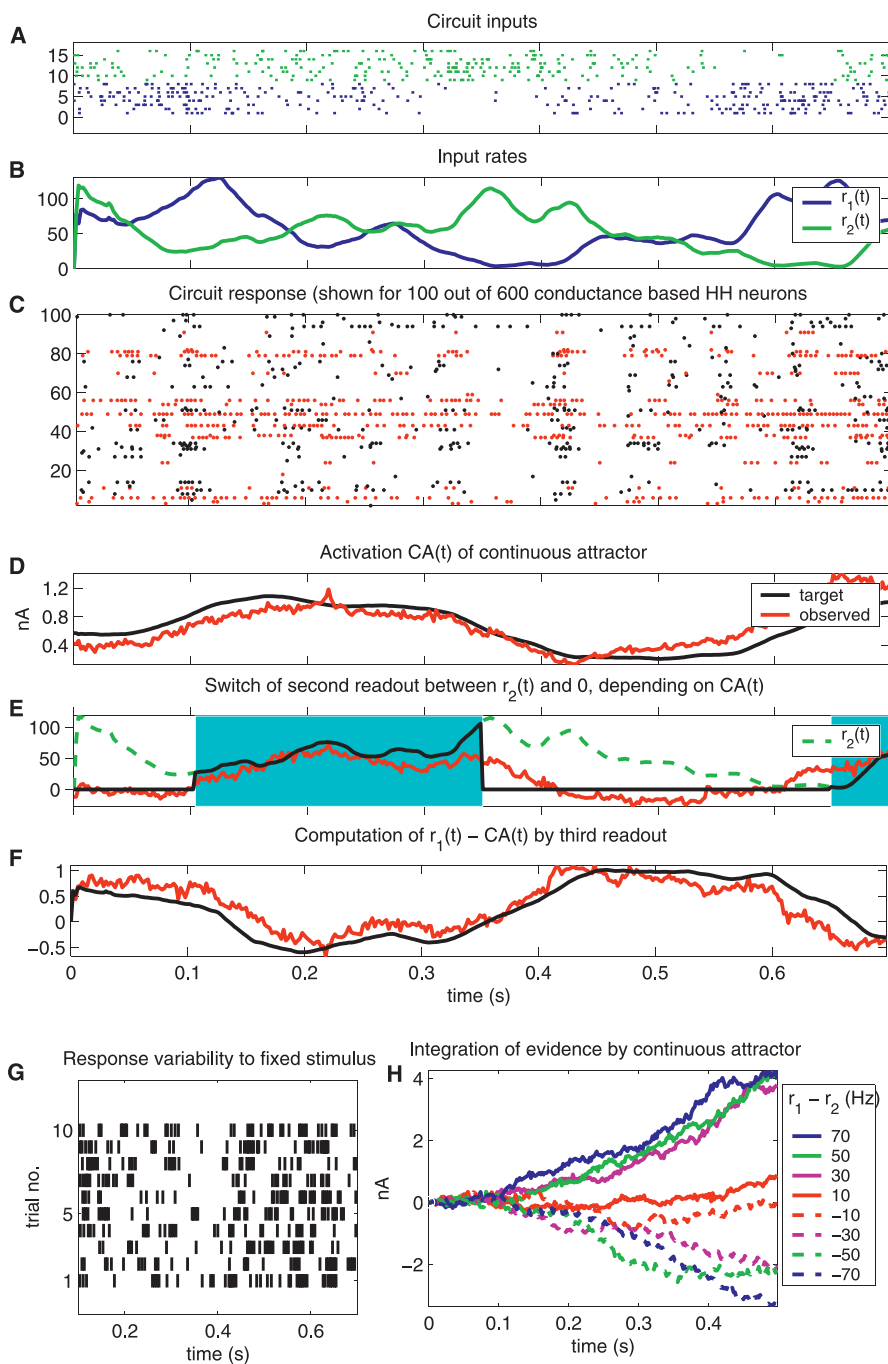 A
Circuit inputs
15
10
5
0
B
Input rates
100
50
0
r1(t)
r2(t)
C
Circuit response (shown for 100 out of 600 conductance based HH neurons
100
80
60
40
20
D
Activation CA(t) of continuous attractor
nA
1.2
0.8
0.4
target
observed
E
Switch of second readout between r2(t) and 0, depending on CA(t)
100
50
0
r2(t)
F
Computation of r1(t) − CA(t) by third readout
1
0.5
0
−0.5
0 0.1 0.2 0.3 0.4 0.5 0.6
time (s)
G
Response variability to fixed stimulus
trial no.
10
5
1
0.2 0.4 0.6
time (s)
H
Integration of evidence by continuous attractor
nA
4
2
0
−2
0 0.1 0.2 0.3 0.4
time (s)
r1 − r2 (Hz)
70
50
30
10
−10
−30
−50
−70